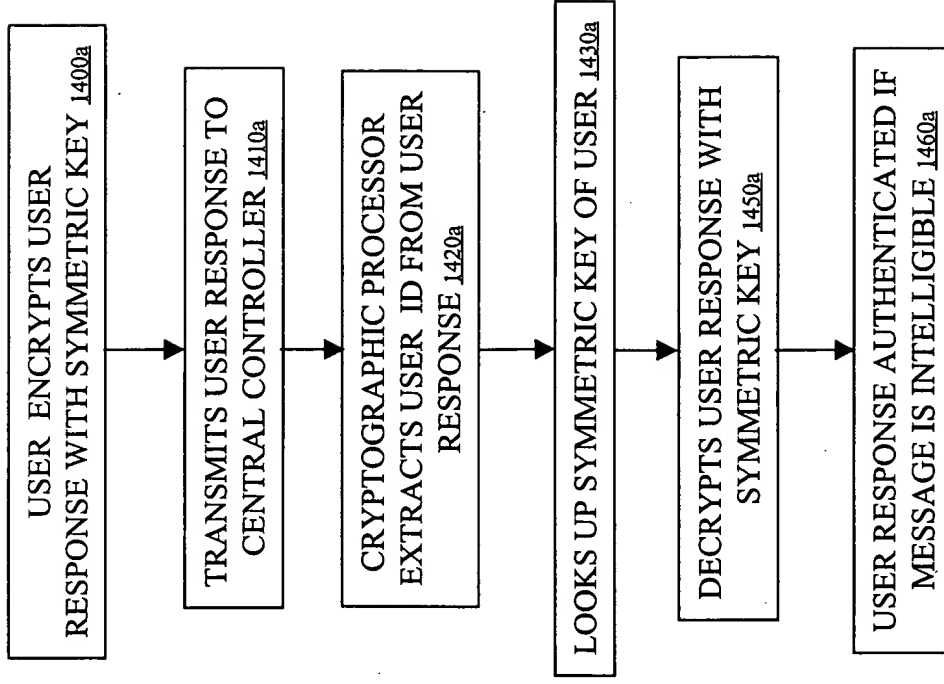 USER ENCRYPTS USER
RESPONSE WITH SYMMETRIC KEY 1400a
TRANSMITS USER RESPONSE TO
CENTRAL CONTROLLER 1410a
CRYPTOGRAPHIC PROCESSOR
EXTRACTS USER ID FROM USER
RESPONSE 1420a
LOOKS UP SYMMETRIC KEY OF USER 1430a
DECRYPTS USER RESPONSE WITH
SYMMETRIC KEY 1450a
USER RESPONSE AUTHENTICATED IF
MESSAGE IS INTELLIGIBLE 1460a